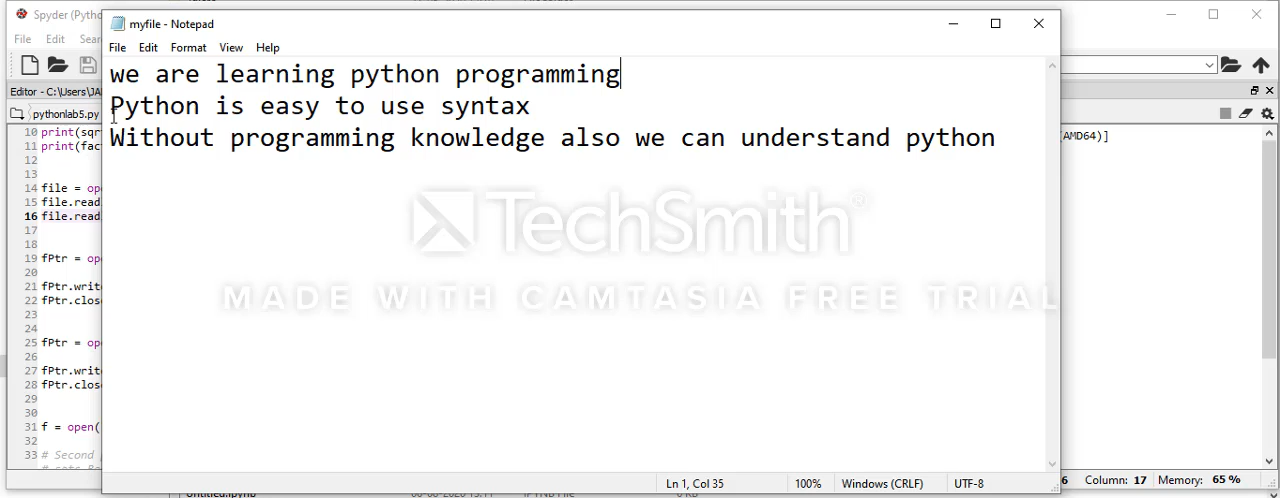 Spyder (Pytho
myfile - Notepad
File Edit Sear
File Edit Format View Help
we are learning python programming
Python is easy to use syntax
Without programming knowledge also we can understand python
Editor - C:\Users\JA
pythonlab5.py
10 print(sqr
11 print(fac
12
13
14 file = op
15 file.read
16 file.read
17
18
19 fPtr = op
20
21 fPtr.writ
22 fPtr.clos
23
24
25 fPtr = op
26
27 fPtr.writ
28 fPtr.clos
29
30
31 f = open(
32
33 # Second
(AMD64)]
TechSmith®
MADE WITH CAMTASIA FREE TRIAL
Ln 1, Col 35 100% Windows (CRLF) UTF-8
6 Column: 17 Memory: 65 %